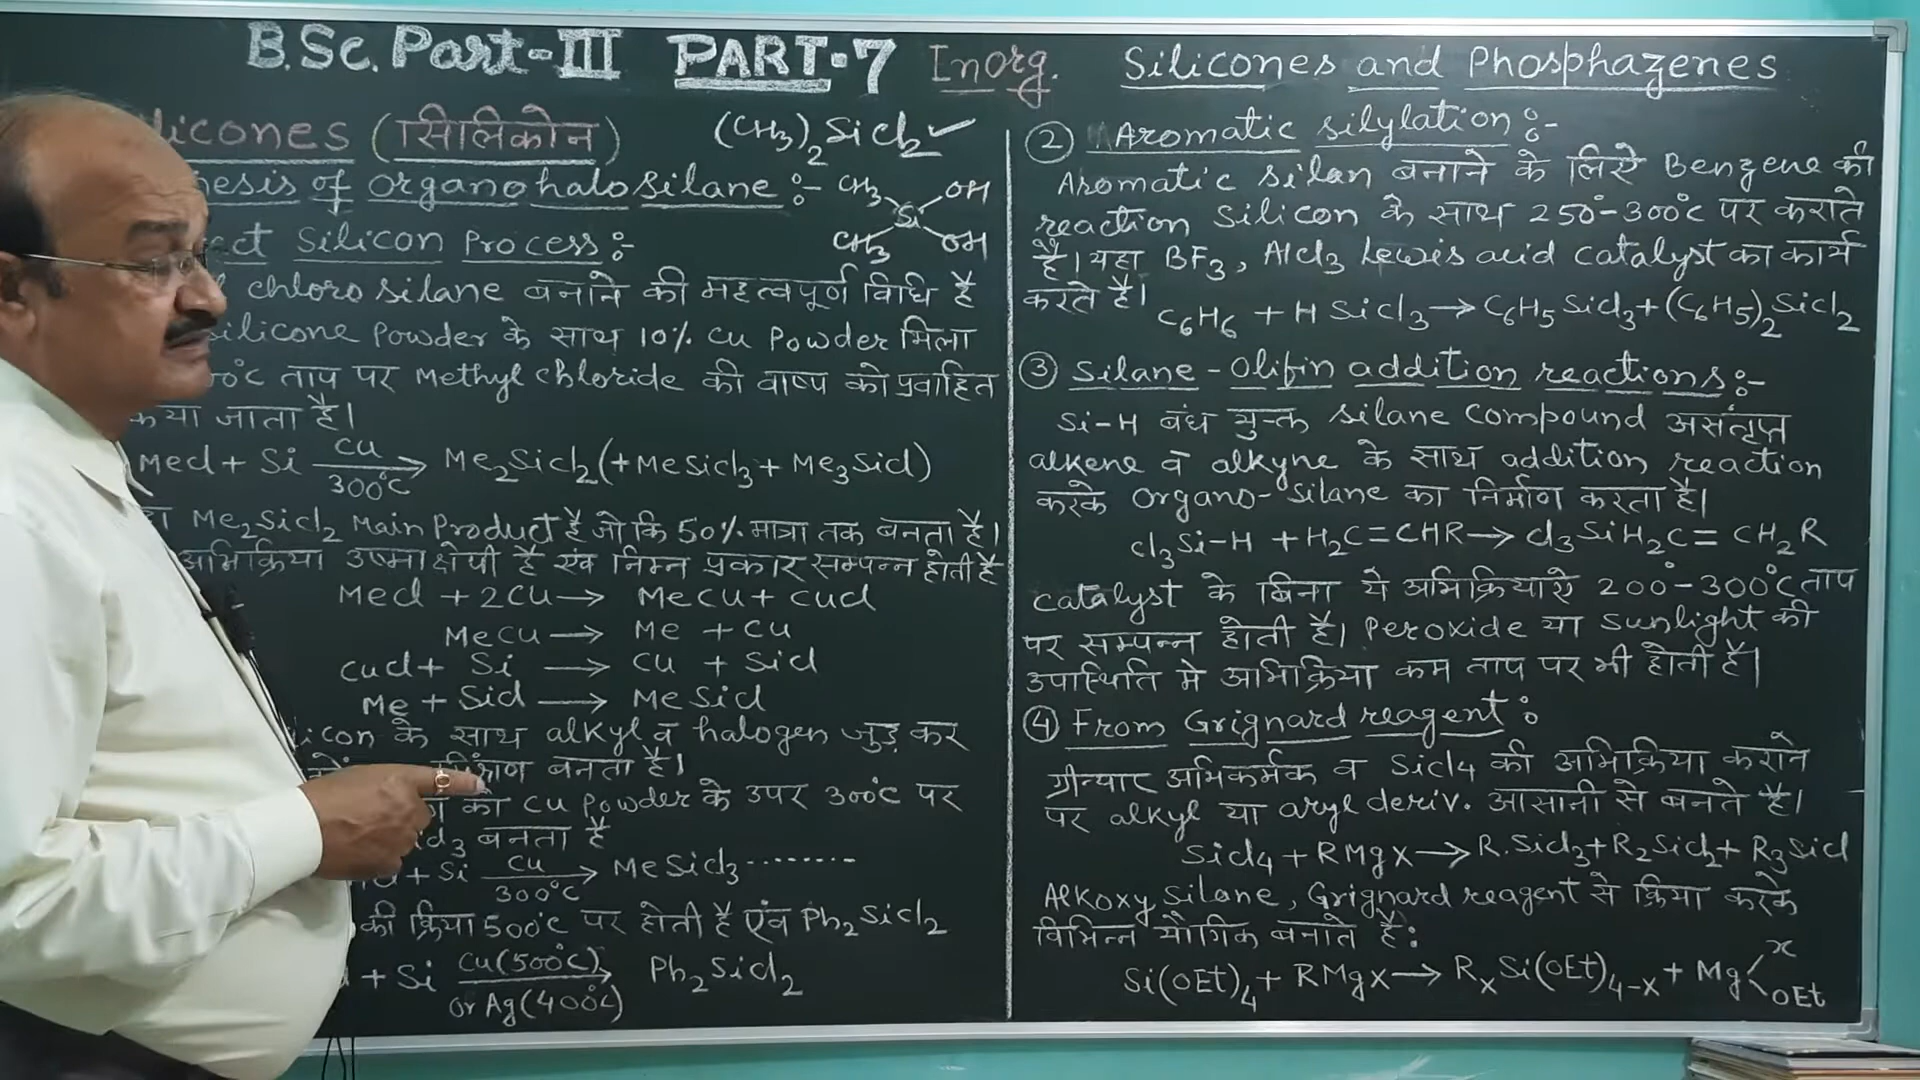 B.Sc. Part-III PART-7 Inorg. Silicones and Phosphazenes
licones (सिलिकोन) (CH3)2SiCl2 ✓
hesis of organohalosilane :-
CH3 OH
Si
CH3 OH
ect silicon process :-
chlorosilane बनाने की महत्वपूर्ण विधि है
silicone Powder के साथ 10% Cu Powder मिला
00°C ताप पर Methyl chloride की वाष्प को प्रवाहित
किया जाता है।
MeCl + Si Cu/300°C → Me2SiCl2 (+MeSiCl3 + Me3SiCl)
Me2SiCl2 Main Product है जो कि 50% मात्रा तक बनता है।
अभिक्रिया उष्माक्षेपी है एंव निम्न प्रकार सम्पन्न होती है
MeCl + 2Cu → MeCu + CuCl
MeCu → Me + Cu
CuCl + Si → Cu + SiCl
Me + SiCl → MeSiCl
icon के साथ alkyl व halogen जुड़ कर
बनता है।
का Cu Powder के उपर 300°C पर
Cl3 बनता है
+ Si Cu/300°C → MeSiCl3 ........
की क्रिया 500°C पर होती है एंव Ph2SiCl2
+ Si Cu(500°C) or Ag(400°C) → Ph2SiCl2
② Aromatic silylation :-
Aromatic silan बनाने के लिऐ Benzene की
reaction silicon के साथ 250°-300°C पर कराते
है। यहा BF3, AlCl3 Lewis acid catalyst का कार्य
करते है।
C6H6 + HSiCl3 → C6H5SiCl3 + (C6H5)2SiCl2
③ Silane - Olifin addition reactions :-
Si-H बंध युक्त silane compound असंतृप्त
alkene व alkyne के साथ addition reaction
करके organo-silane का निर्माण करता है।
Cl3Si-H + H2C=CHR → Cl3SiH2C=CH2R
catalyst के बिना ये अभिक्रियाऐ 200°-300°C ताप
पर सम्पन्न होती है। Peroxide या Sunlight की
उपस्थिति मे अभिक्रिया कम ताप पर भी होती है।
④ From Grignard reagent :
ग्रीन्यार अभिकर्मक व SiCl4 की अभिक्रिया कराने
पर alkyl या aryl deriv. आसानी से बनते है।
SiCl4 + RMgX → R.SiCl3 + R2SiCl2 + R3SiCl
Alkoxy silane, Grignard reagent से क्रिया करके
विभिन्न यौगिक बनाते है:
Si(OEt)4 + RMgX → RxSi(OEt)4-x + Mg<X OEt